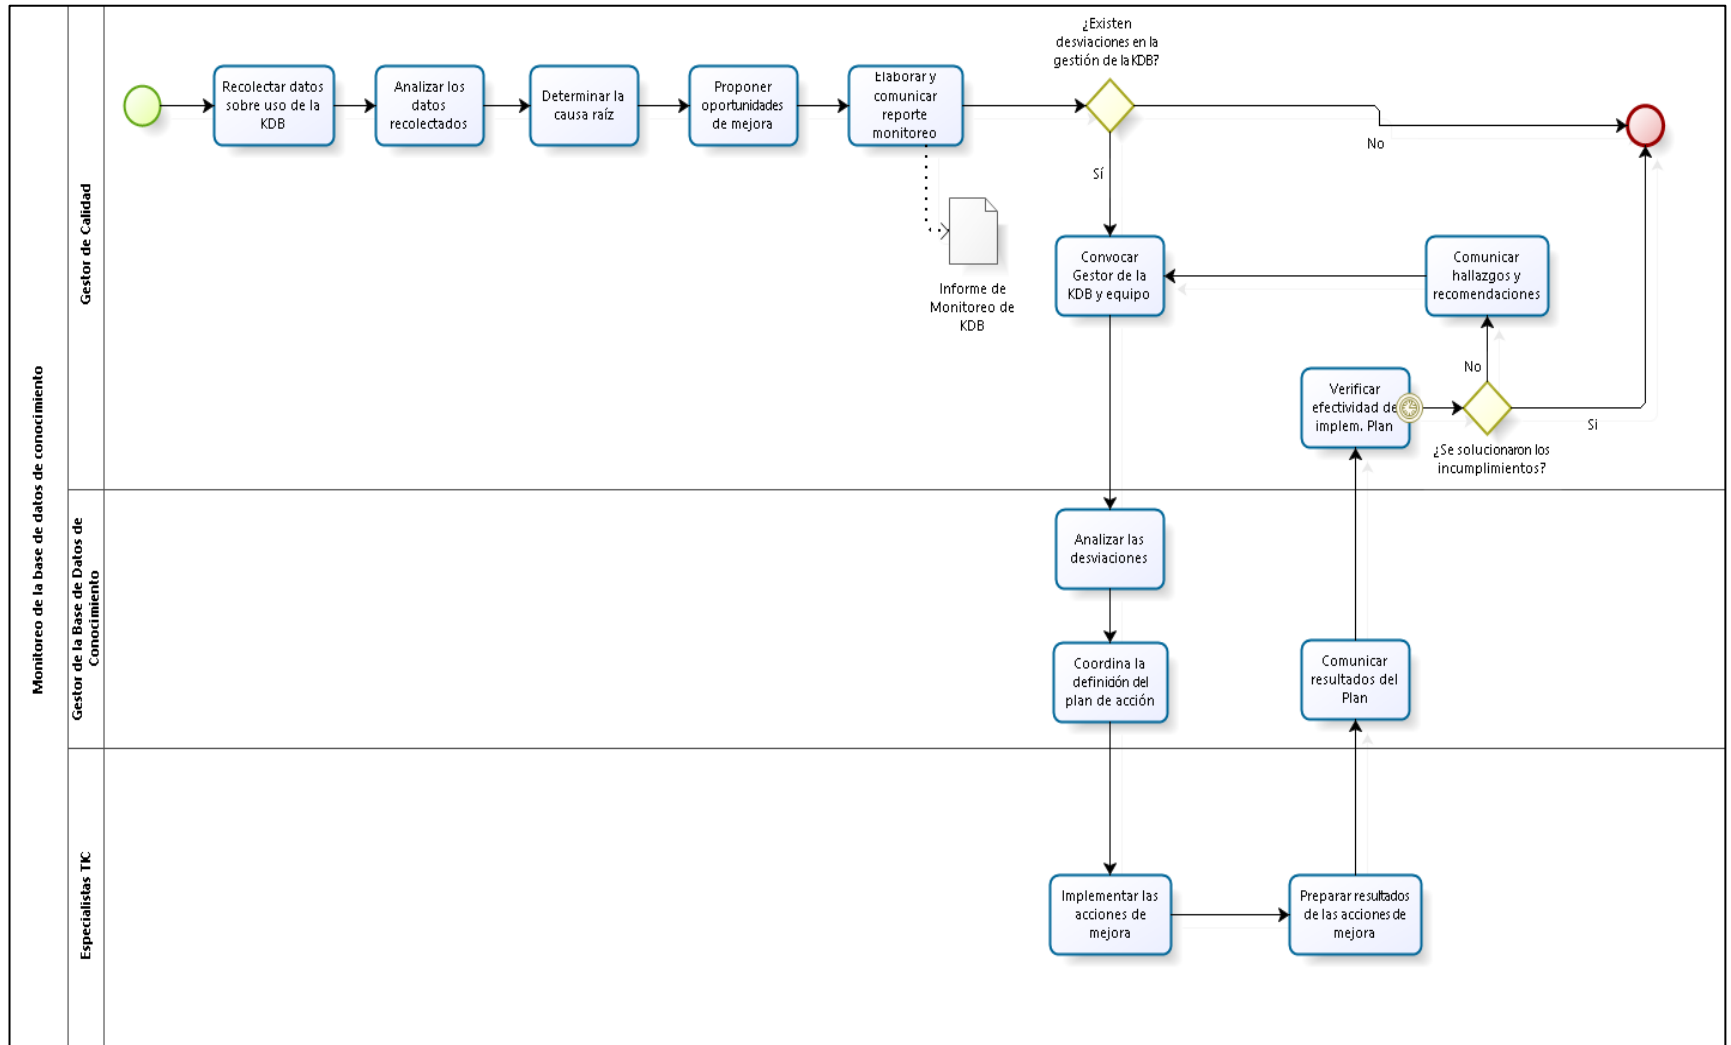 Monitoreo de la base de datos de conocimiento
Gestor de Calidad
Recolectar datos
sobre uso de la
KDB
Analizar los
datos
recolectados
Determinar la
causa raíz
Proponer
oportunidades
de mejora
Elaborar y
comunicar
reporte
monitoreo
Informe de
Monitoreo de
KDB
¿Existen
desviaciones en la
gestión de la KDB?
No
Sí
Convocar
Gestor de la
KDB y equipo
Comunicar
hallazgos y
recomendaciones
No
Verificar
efectividad de
implem. Plan
Si
¿Se solucionaron los
incumplimientos?
Gestor de la Base de Datos de
Conocimiento
Analizar las
desviaciones
Coordina la
definición del
plan de acción
Comunicar
resultados del
Plan
Especialistas TIC
Implementar las
acciones de
mejora
Preparar resultados
de las acciones de
mejora